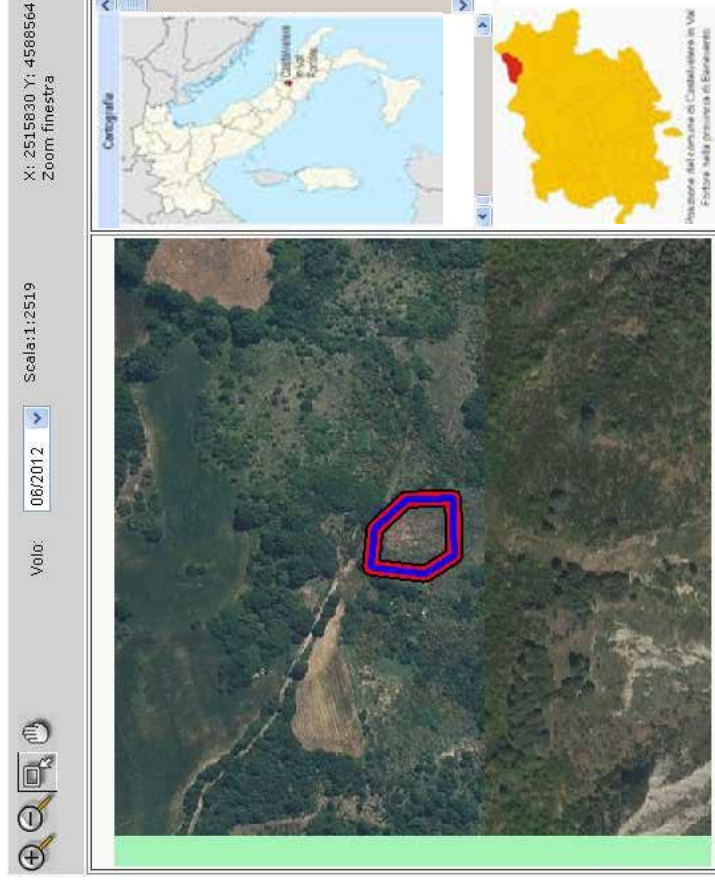 X: 2515830 Y: 4588564
Zoom finestra
Scala:1:2519
Volo:
06/2012
Cartografia
Castelvetere
in Val
Fortore
Posizione del comune di Castelvetere in Val
Fortore nella provincia di Benevento